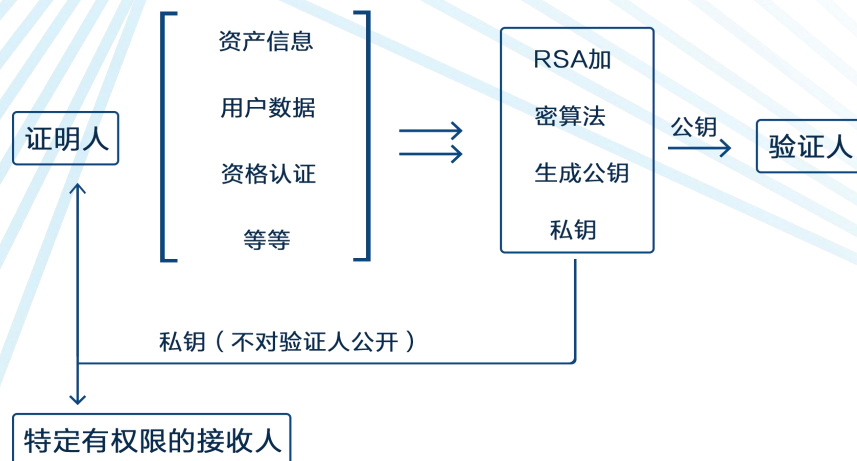 资产信息
用户数据
资格认证
等等
证明人
RSA加
密算法
生成公钥
私钥
公钥
验证人
私钥（不对验证人公开）
特定有权限的接收人